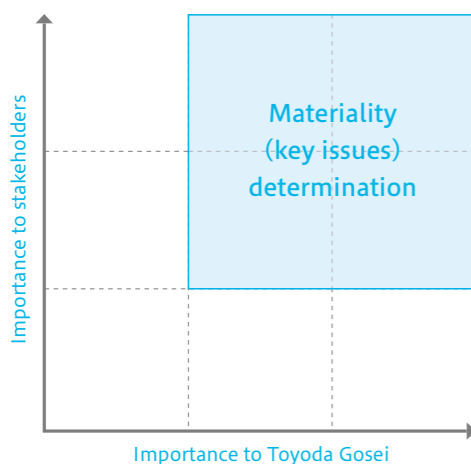 Importance to stakeholders
Materiality
(key issues)
determination
Importance to Toyoda Gosei